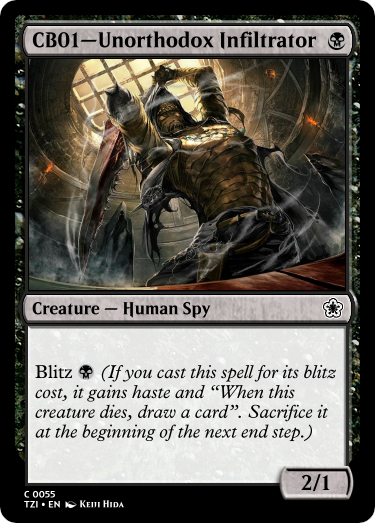 CB01—Unorthodox Infiltrator
Creature — Human Spy
Blitz (If you cast this spell for its blitz
cost, it gains haste and “When this
creature dies, draw a card”. Sacrifice it
at the beginning of the next end step.)
2/1
C 0055
TZI • EN Keiji Hida